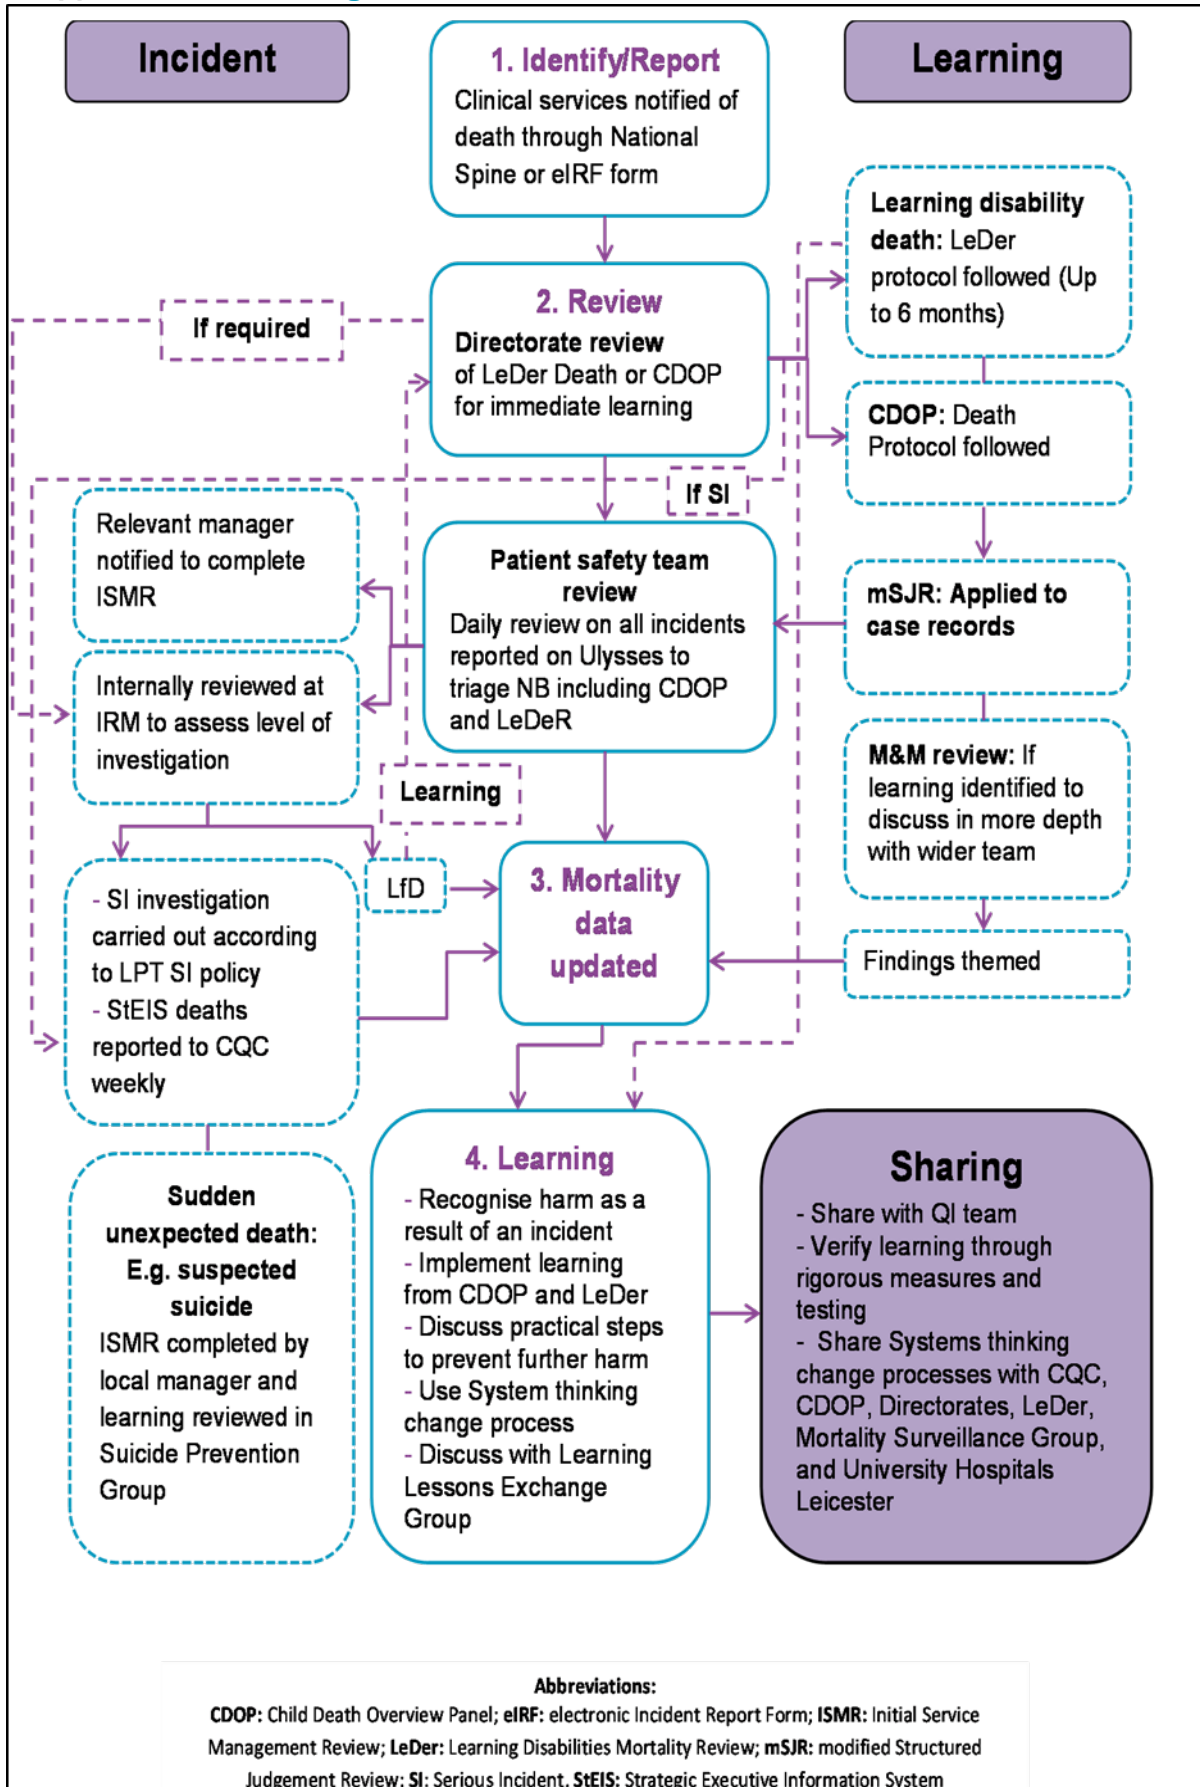 Incident
1. Identify/Report
Clinical services notified of
death through National
Spine or eIRF form
Learning
Learning disability
death: LeDer
protocol followed (Up
to 6 months)
If required
2. Review
Directorate review
of LeDer Death or CDOP
for immediate learning
CDOP: Death
Protocol followed
If SI
Relevant manager
notified to complete
ISMR
Patient safety team
review
Daily review on all incidents
reported on Ulysses to
triage NB including CDOP
and LeDeR
mSJR: Applied to
case records
Internally reviewed at
IRM to assess level of
investigation
M&M review: If
learning identified to
discuss in more depth
with wider team
Learning
LfD
3. Mortality
data
updated
- SI investigation
carried out according
to LPT SI policy
- StEIS deaths
reported to CQC
weekly
Findings themed
Sudden
unexpected death:
E.g. suspected
suicide
ISMR completed by
local manager and
learning reviewed in
Suicide Prevention
Group
4. Learning
- Recognise harm as a
result of an incident
- Implement learning
from CDOP and LeDer
- Discuss practical steps
to prevent further harm
- Use System thinking
change process
- Discuss with Learning
Lessons Exchange
Group
Sharing
- Share with QI team
- Verify learning through
rigorous measures and
testing
- Share Systems thinking
change processes with CQC,
CDOP, Directorates, LeDer,
Mortality Surveillance Group,
and University Hospitals
Leicester
Abbreviations:
CDOP: Child Death Overview Panel; eIRF: electronic Incident Report Form; ISMR: Initial Service
Management Review; LeDer: Learning Disabilities Mortality Review; mSJR: modified Structured
Judgement Review; SI: Serious Incident, StEIS: Strategic Executive Information System